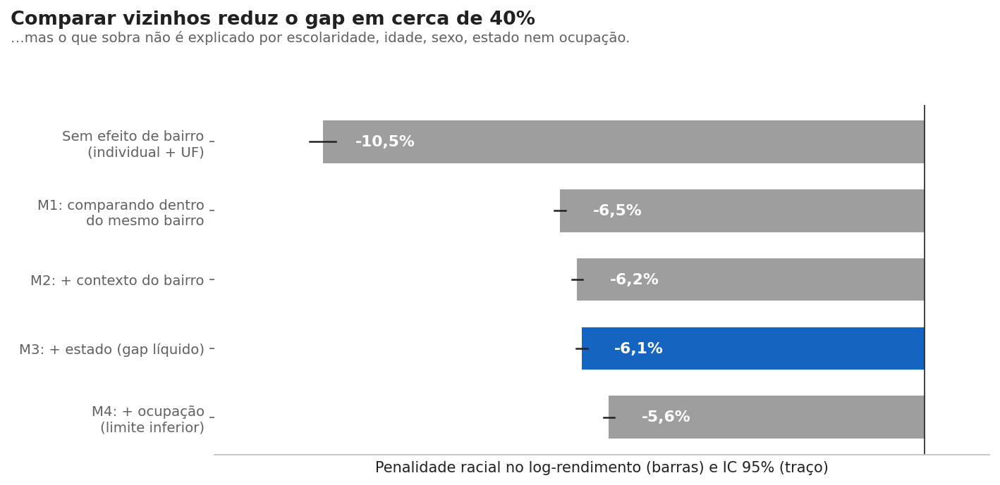 Comparar vizinhos reduz o gap em cerca de 40%
…mas o que sobra não é explicado por escolaridade, idade, sexo, estado nem ocupação.
Sem efeito de bairro
(individual + UF)
-10,5%
M1: comparando dentro
do mesmo bairro
-6,5%
M2: + contexto do bairro
-6,2%
M3: + estado (gap líquido)
-6,1%
M4: + ocupação
(limite inferior)
-5,6%
Penalidade racial no log-rendimento (barras) e IC 95% (traço)